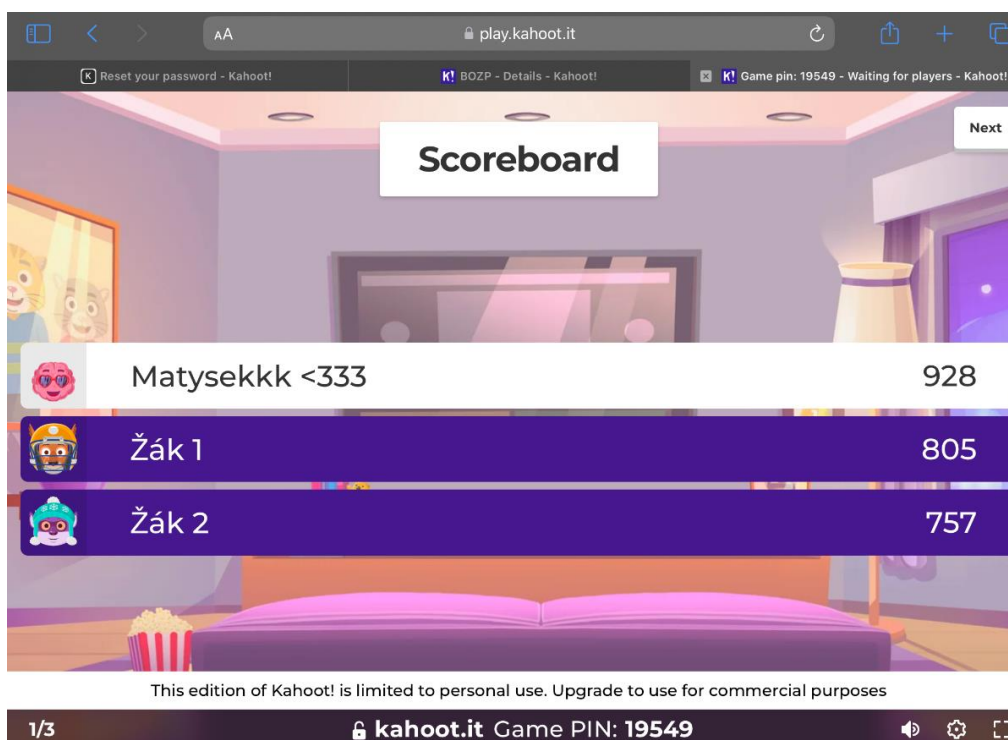 AA play.kahoot.it
K Reset your password - Kahoot!
K! BOZP - Details - Kahoot!
K! Game pin: 19549 - Waiting for players - Kahoot!
Next
Scoreboard
Matysekkk <333 928
Žák 1 805
Žák 2 757
This edition of Kahoot! is limited to personal use. Upgrade to use for commercial purposes
1/3 kahoot.it Game PIN: 19549